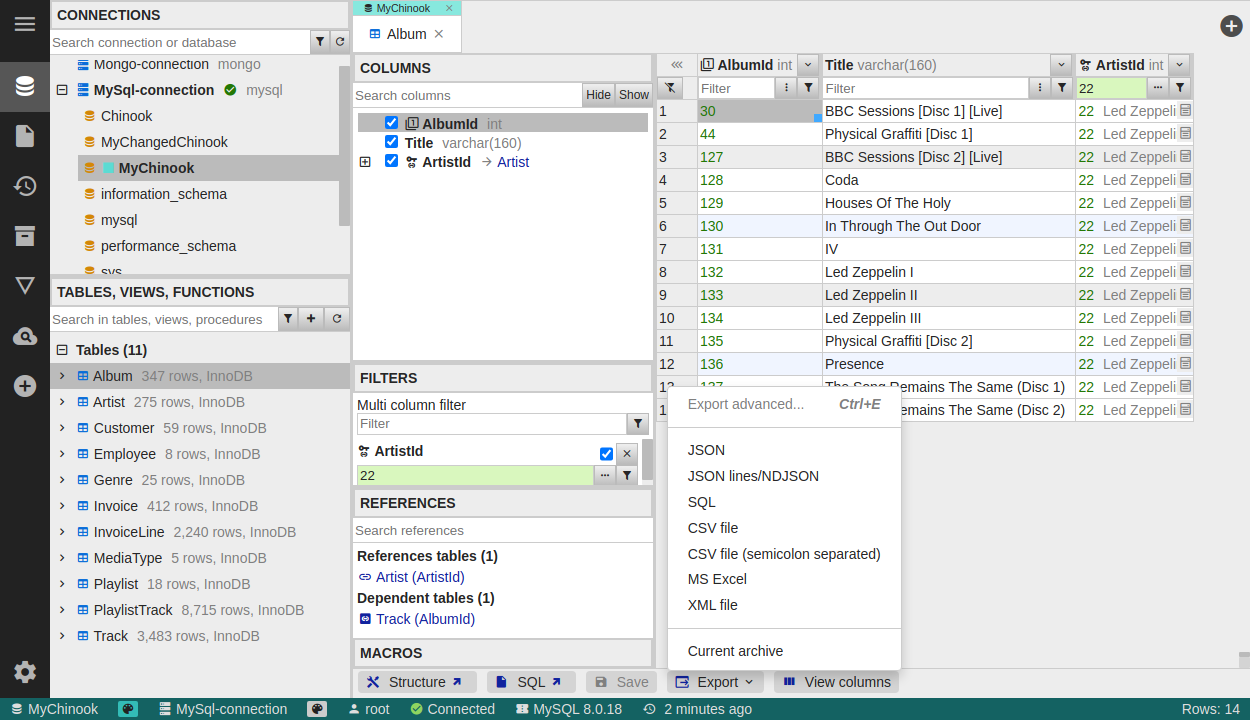 CONNECTIONS
Search connection or database
Mongo-connection mongo
MySql-connection mysql
Chinook
MyChangedChinook
MyChinook
information_schema
mysql
performance_schema
sys
TABLES, VIEWS, FUNCTIONS
Search in tables, views, procedures
Tables (11)
Album 347 rows, InnoDB
Artist 275 rows, InnoDB
Customer 59 rows, InnoDB
Employee 8 rows, InnoDB
Genre 25 rows, InnoDB
Invoice 412 rows, InnoDB
InvoiceLine 2,240 rows, InnoDB
MediaType 5 rows, InnoDB
Playlist 18 rows, InnoDB
PlaylistTrack 8,715 rows, InnoDB
Track 3,483 rows, InnoDB
MyChinook
Album
COLUMNS
Search columns
Hide Show
AlbumId int
Title varchar(160)
ArtistId Artist
FILTERS
Multi column filter
Filter
ArtistId
22
REFERENCES
Search references
References tables (1)
Artist (ArtistId)
Dependent tables (1)
Track (AlbumId)
MACROS
AlbumId int Title varchar(160) ArtistId int
Filter Filter 22
1 30 BBC Sessions [Disc 1] [Live] 22 Led Zeppeli
2 44 Physical Graffiti [Disc 1] 22 Led Zeppeli
3 127 BBC Sessions [Disc 2] [Live] 22 Led Zeppeli
4 128 Coda 22 Led Zeppeli
5 129 Houses Of The Holy 22 Led Zeppeli
6 130 In Through The Out Door 22 Led Zeppeli
7 131 IV 22 Led Zeppeli
8 132 Led Zeppelin I 22 Led Zeppeli
9 133 Led Zeppelin II 22 Led Zeppeli
10 134 Led Zeppelin III 22 Led Zeppeli
11 135 Physical Graffiti [Disc 2] 22 Led Zeppeli
12 136 Presence 22 Led Zeppeli
13 137 The Song Remains The Same (Disc 1) 22 Led Zeppeli
emains The Same (Disc 2) 22 Led Zeppeli
Export advanced... Ctrl+E
JSON
JSON lines/NDJSON
SQL
CSV file
CSV file (semicolon separated)
MS Excel
XML file
Current archive
Structure SQL Save Export View columns
MyChinook MySql-connection root Connected MySQL 8.0.18 2 minutes ago Rows: 14